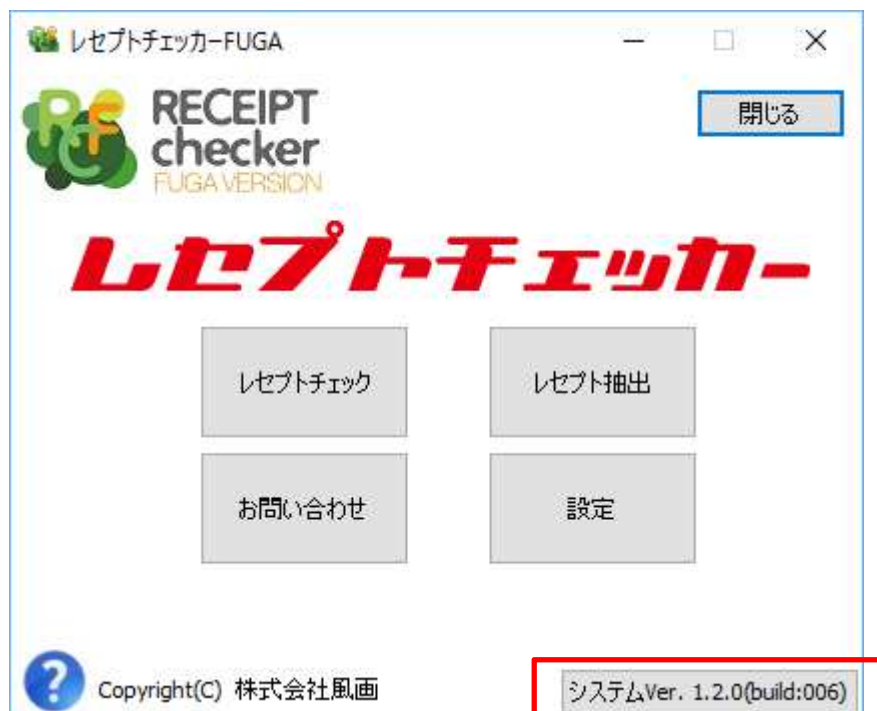 レセプトチェッカーFUGA
RCF
RECEIPT
checker
FUGA VERSION
閉じる
レセプトチェッカー
レセプトチェック
レセプト抽出
お問い合わせ
設定
?
Copyright(C) 株式会社風画
システムVer. 1.2.0(build:006)